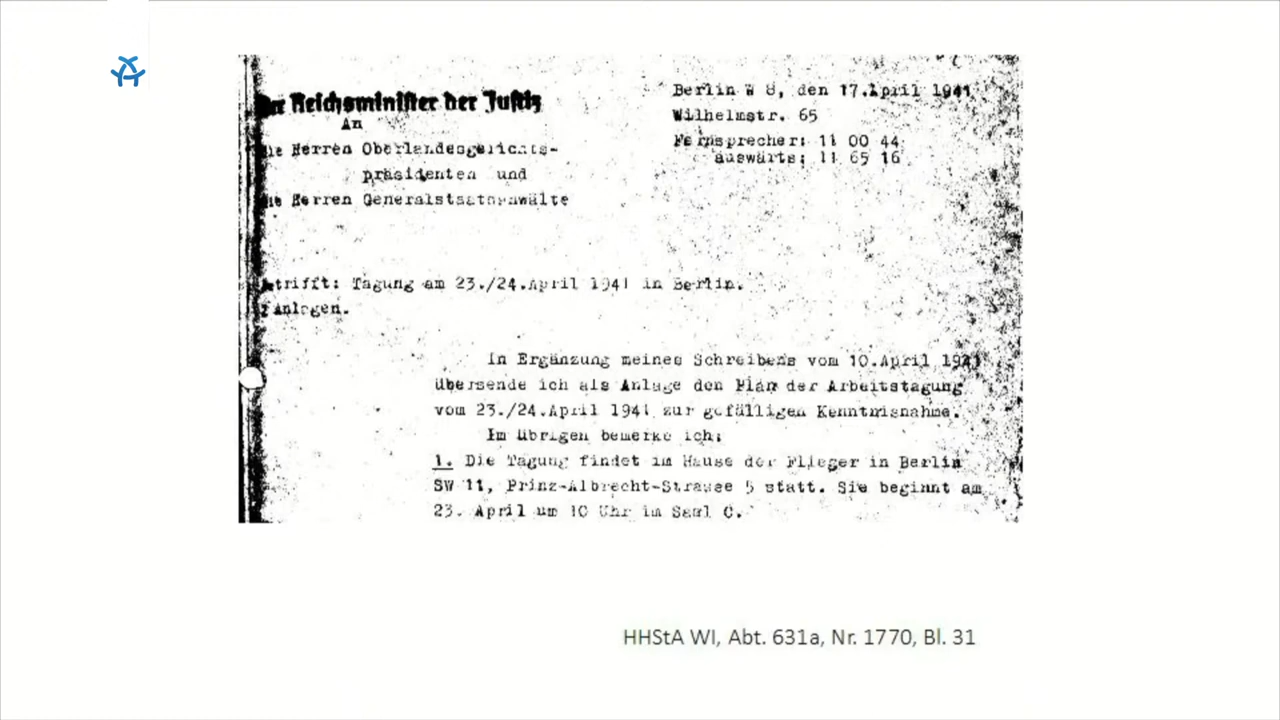 Der Reichsminister der Justiz
An
die Herren Oberlandesgerichts-
präsidenten und
die Herren Generalstaatsanwälte
Berlin W 8, den 17.April 1941
Wilhelmstr. 65
Fernsprecher: 11 00 44
auswärts: 11 65 16
trifft: Tagung am 23./24.April 1941 in Berlin.
Anlagen.
In Ergänzung meines Schreibens vom 10.April 1941
übersende ich als Anlage den Plan der Arbeitstagung
vom 23./24.April 1941 zur gefälligen Kenntnisnahme.
Im übrigen bemerke ich:
1. Die Tagung findet im Hause der Flieger in Berlin
SW 11, Prinz-Albrecht-Strasse 5 statt. Sie beginnt am
23. April um 10 Uhr im Saal C.
HHStA WI, Abt. 631a, Nr. 1770, Bl. 31